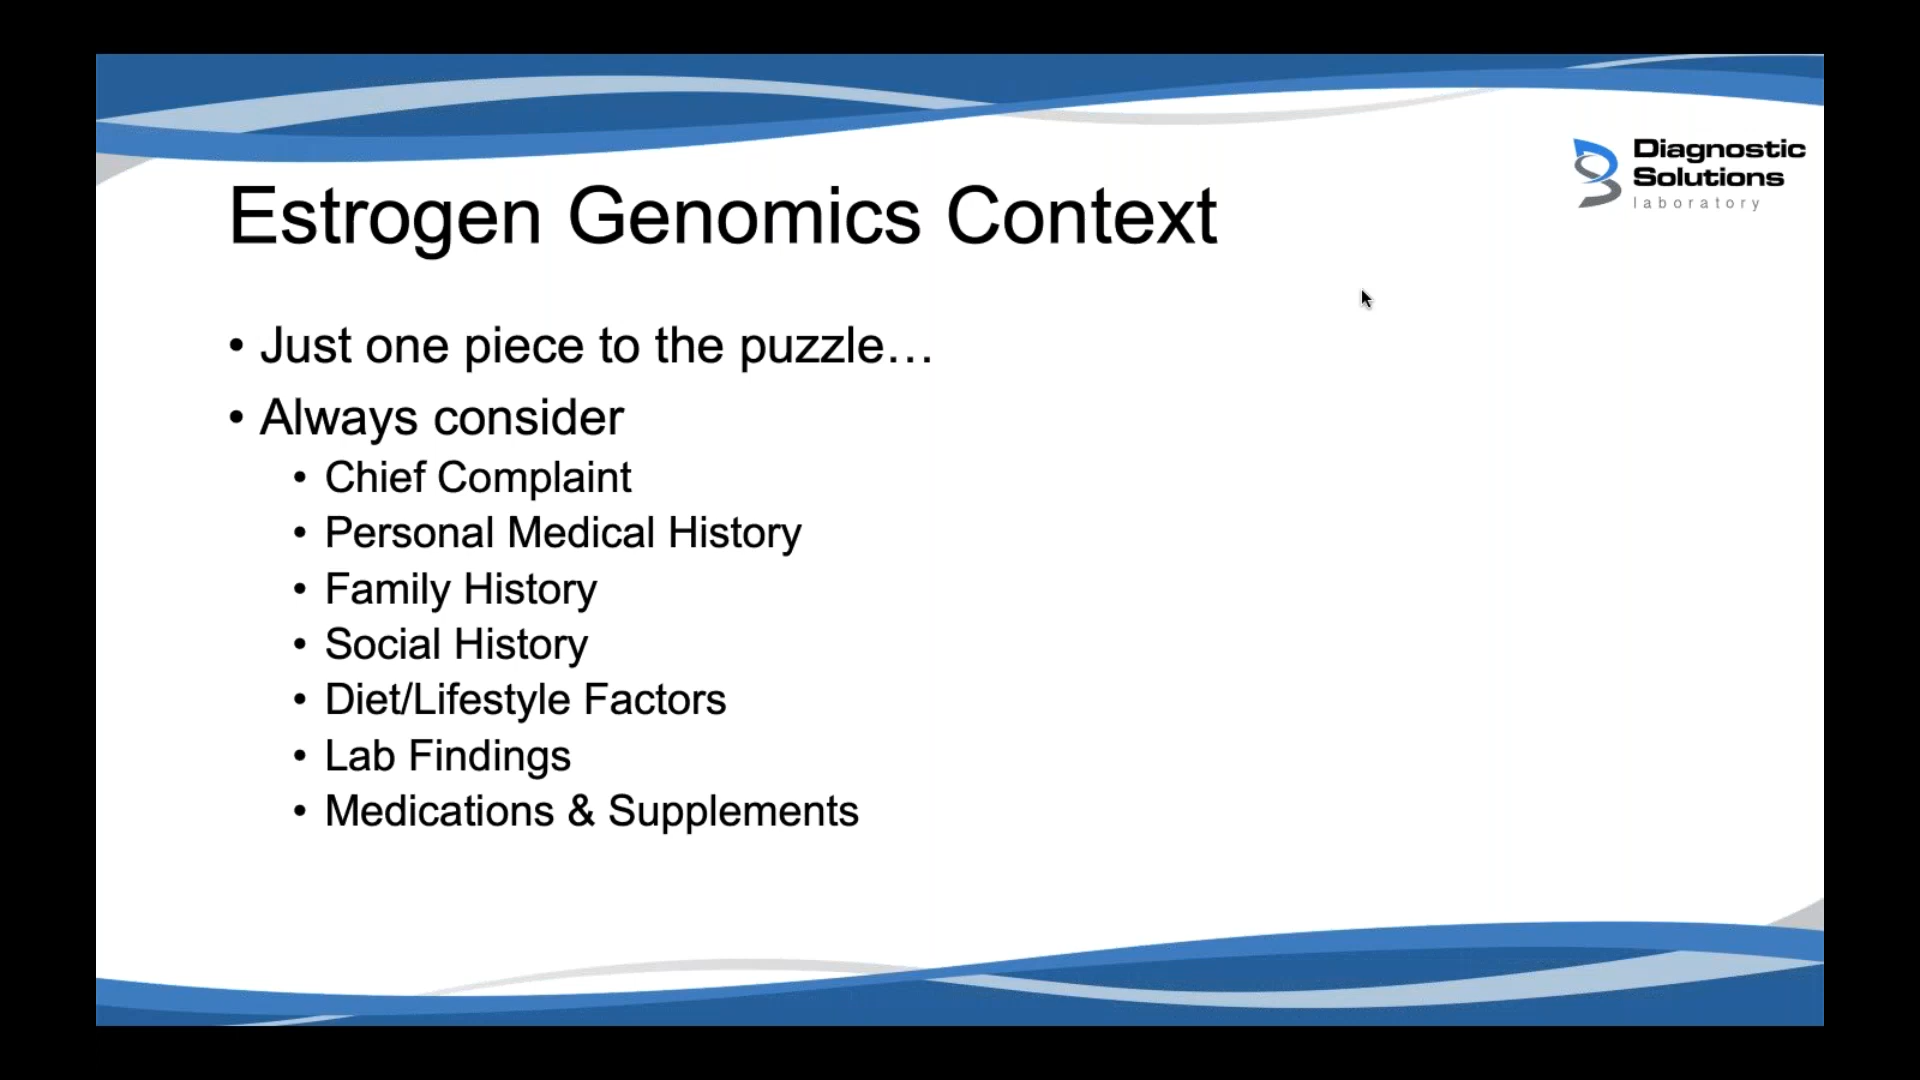 Diagnostic
Solutions
laboratory
Estrogen Genomics Context
• Just one piece to the puzzle…
• Always consider
• Chief Complaint
• Personal Medical History
• Family History
• Social History
• Diet/Lifestyle Factors
• Lab Findings
• Medications & Supplements